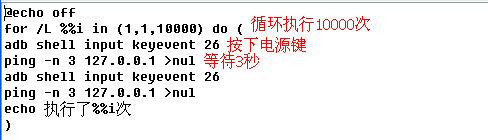 @echo off
for /L %%i in (1,1,10000) do ( 循环执行10000次
adb shell input keyevent 26 按下电源键
ping -n 3 127.0.0.1 >nul 等待3秒
adb shell input keyevent 26
ping -n 3 127.0.0.1 >nul
echo 执行了%%i次
)